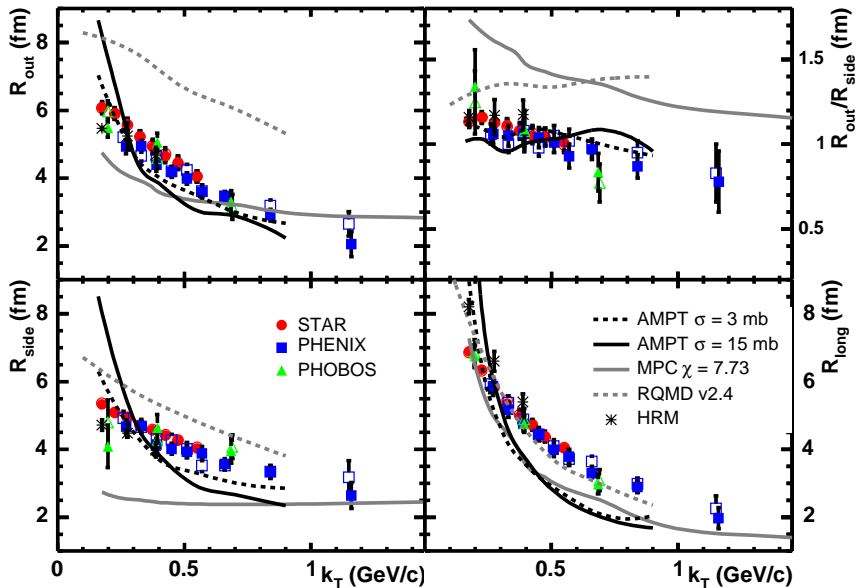 R_out (fm)
8
6
4
2
R_out/R_side
1.5
1
0.5
R_side (fm)
8
6
4
2
STAR
PHENIX
PHOBOS
R_long (fm)
8
6
4
2
AMPT σ = 3 mb
AMPT σ = 15 mb
MPC χ = 7.73
RQMD v2.4
HRM
0 0.5 1 k_T (GeV/c)
0.5 1 k_T (GeV/c)